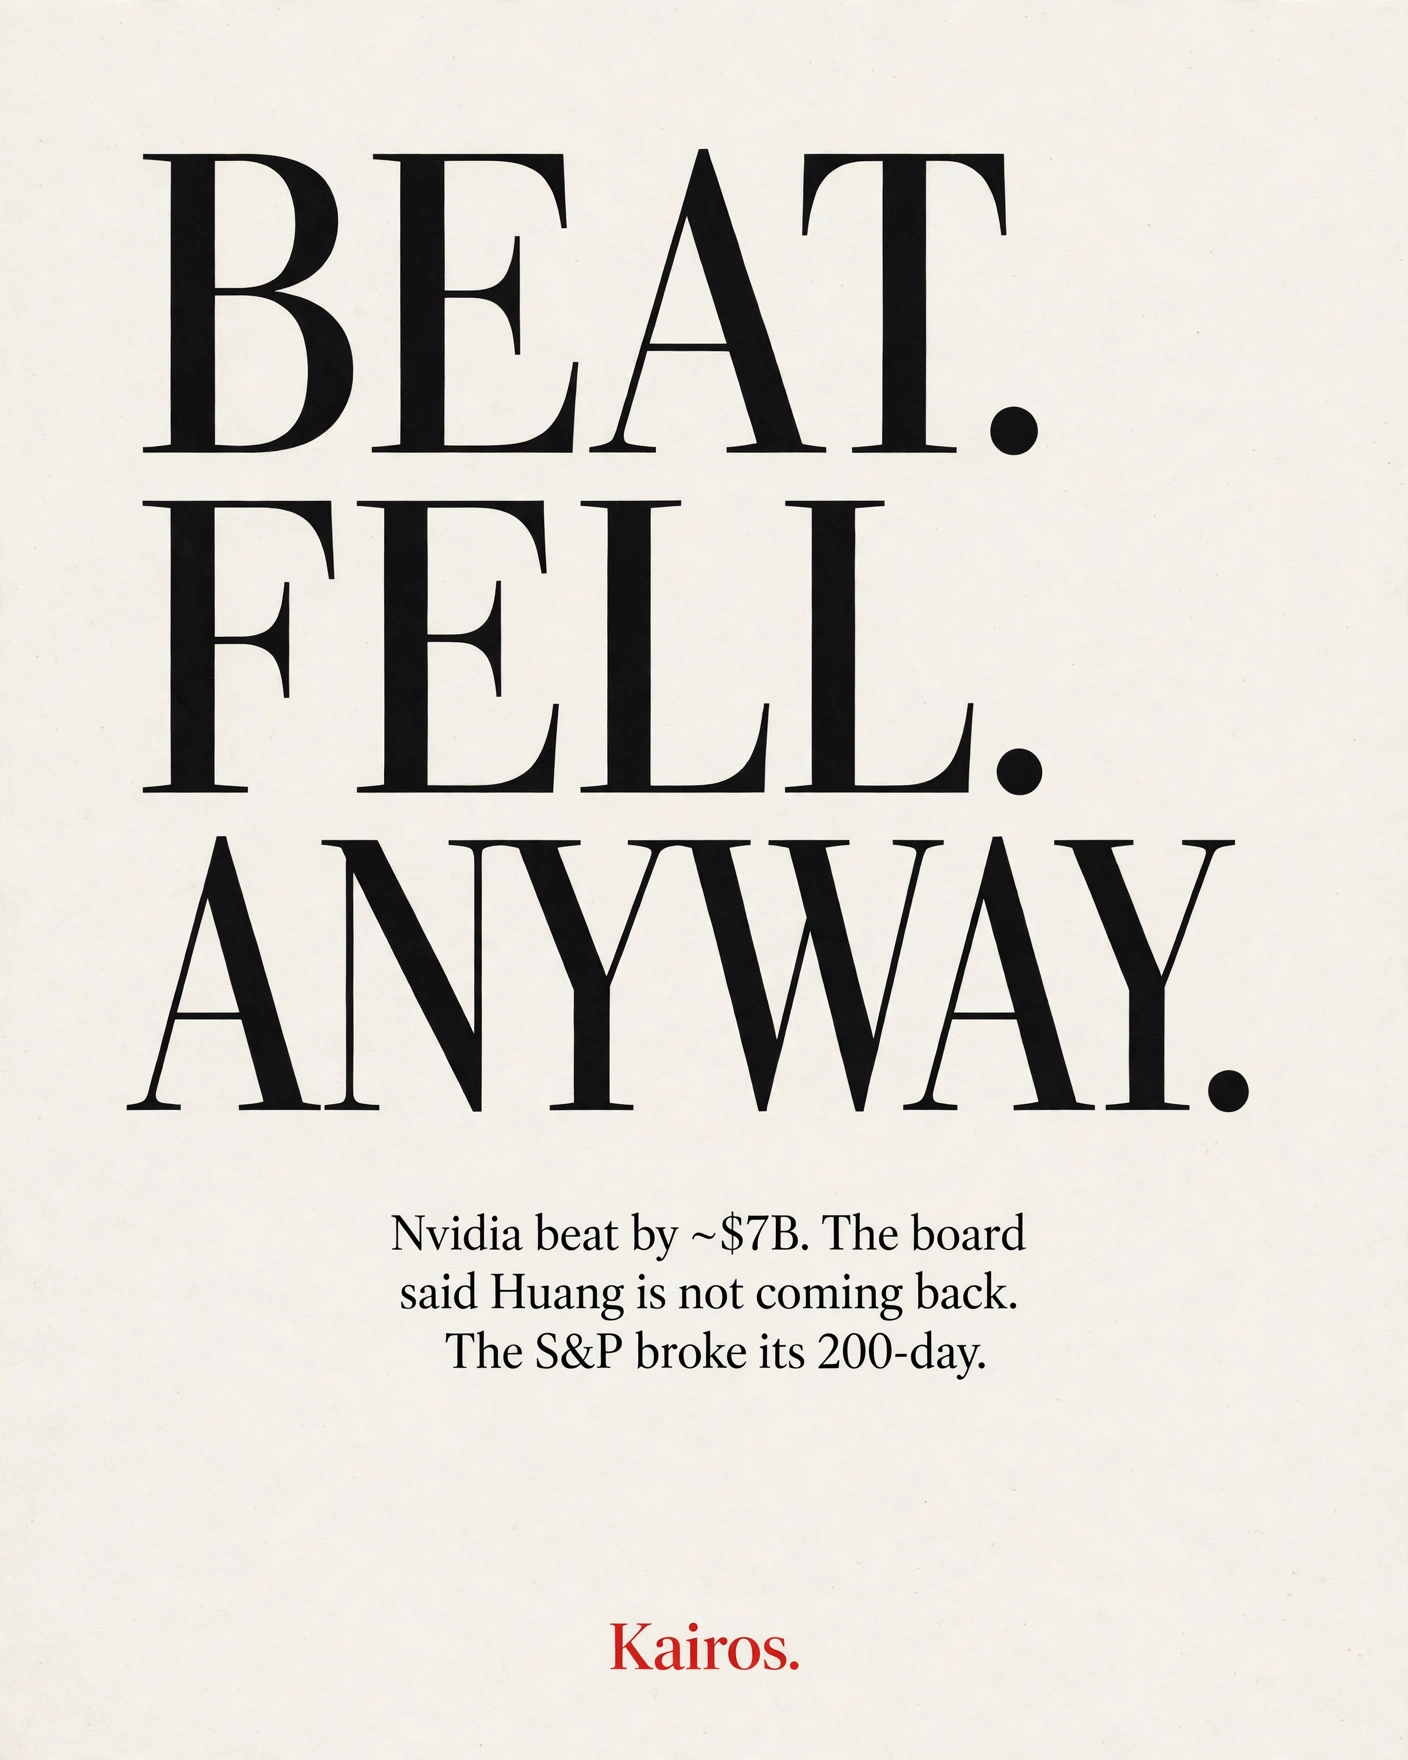 BEAT.
FELL.
ANYWAY.
Nvidia beat by ~$7B. The board
said Huang is not coming back.
The S&P broke its 200-day.
Kairos.